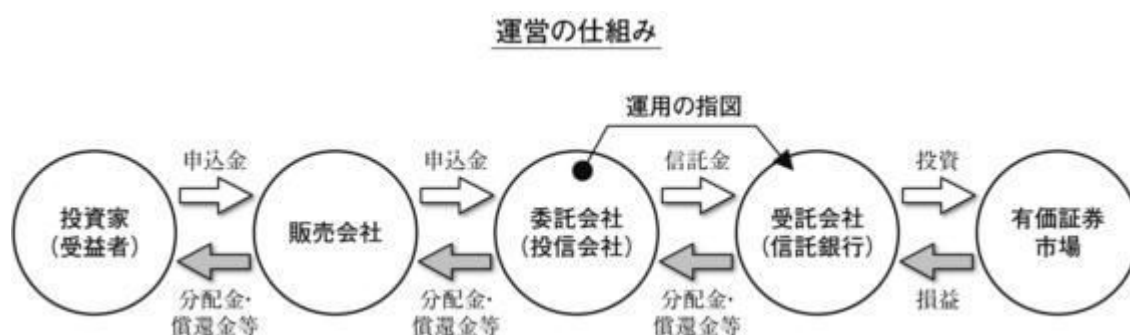 運営の仕組み
運用の指図
申込金
申込金
信託金
投資
投資家
（受益者）
販売会社
委託会社
（投信会社）
受託会社
（信託銀行）
有価証券
市場
分配金・
償還金等
分配金・
償還金等
分配金・
償還金等
損益